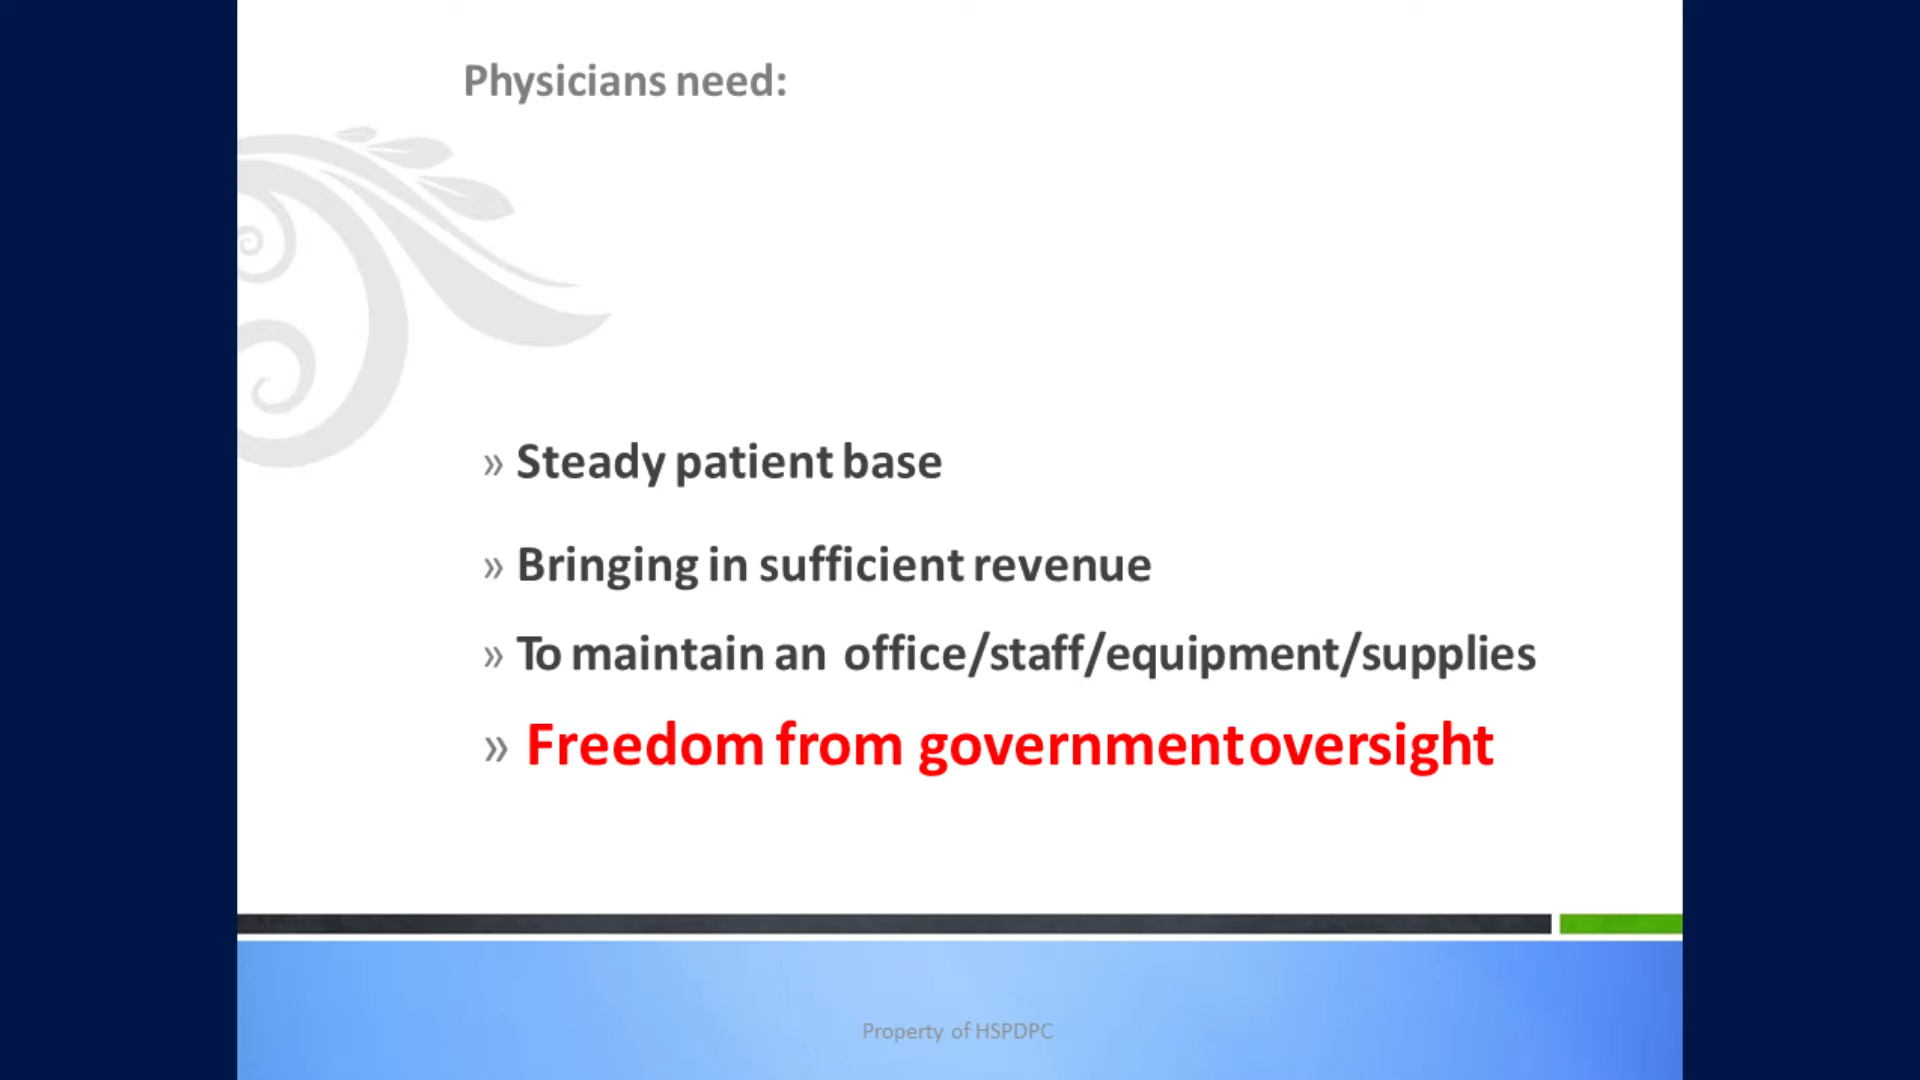 Physicians need:
» Steady patient base
» Bringing in sufficient revenue
» To maintain an office/staff/equipment/supplies
» Freedom from government oversight
Property of HSPDPC